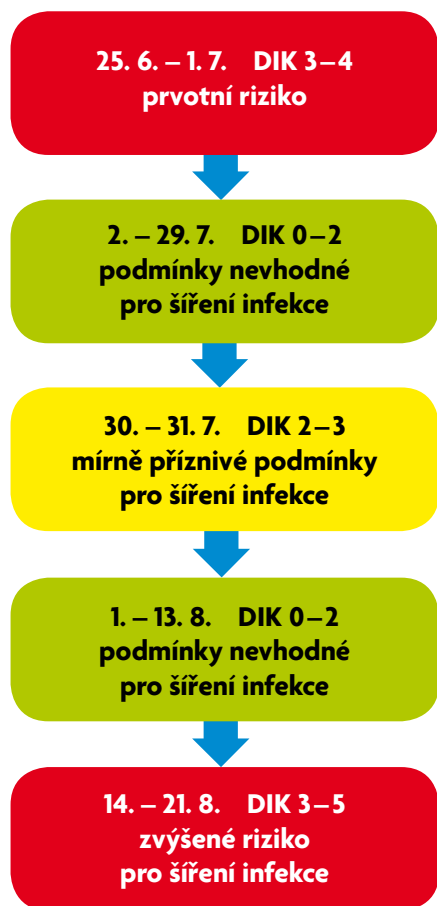 25. 6. – 1. 7. DIK 3–4
prvotní riziko
2. – 29. 7. DIK 0–2
podmínky nevhodné
pro šíření infekce
30. – 31. 7. DIK 2–3
mírně příznivé podmínky
pro šíření infekce
1. – 13. 8. DIK 0–2
podmínky nevhodné
pro šíření infekce
14. – 21. 8. DIK 3–5
zvýšené riziko
pro šíření infekce